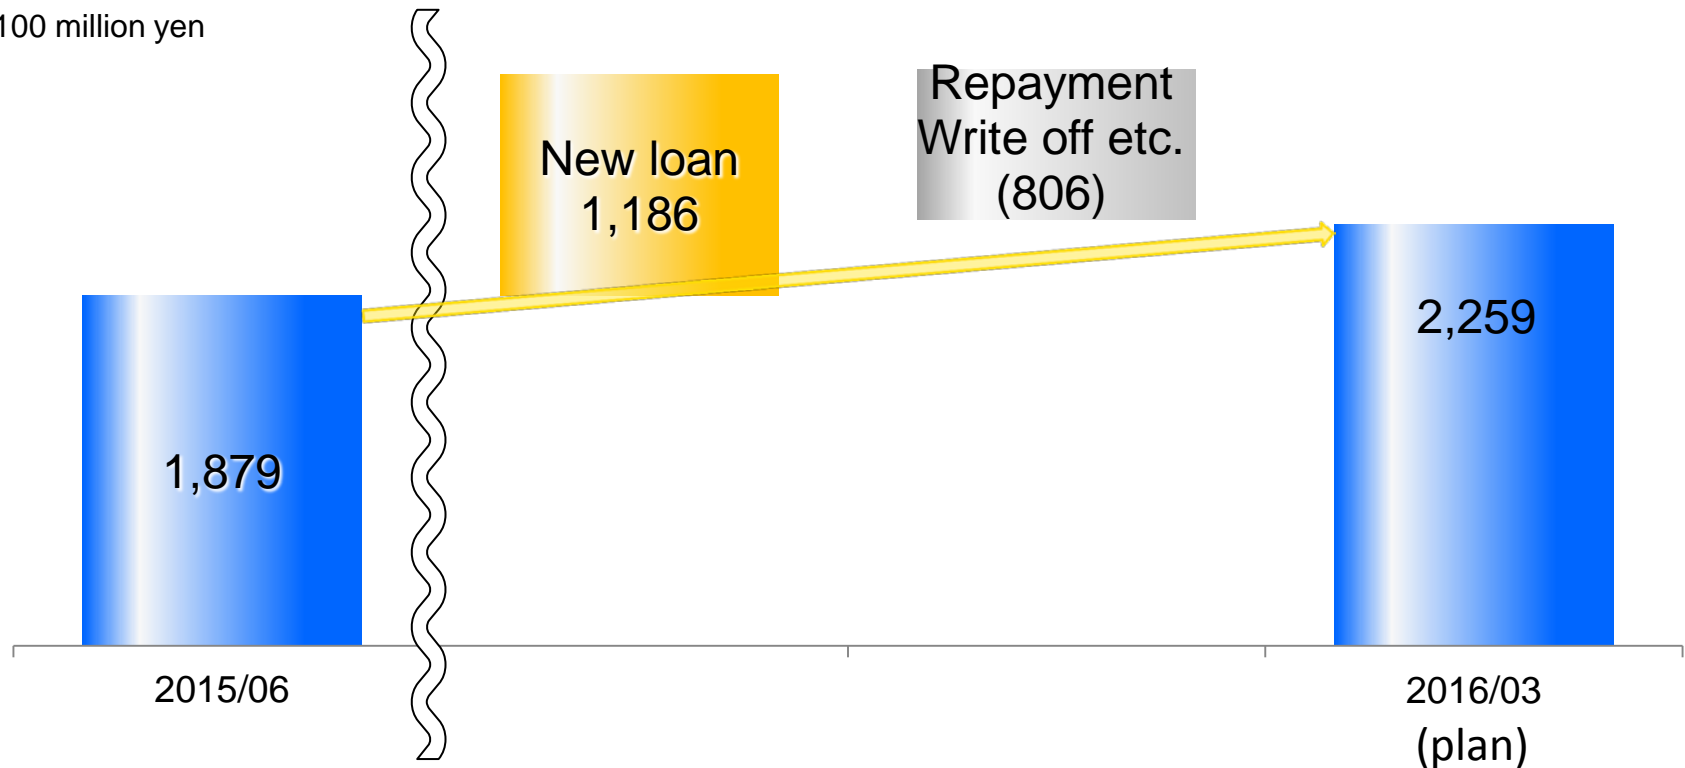 100 million yen
New loan
1,186
Repayment
Write off etc.
(806)
1,879
2,259
2015/06
2016/03
(plan)